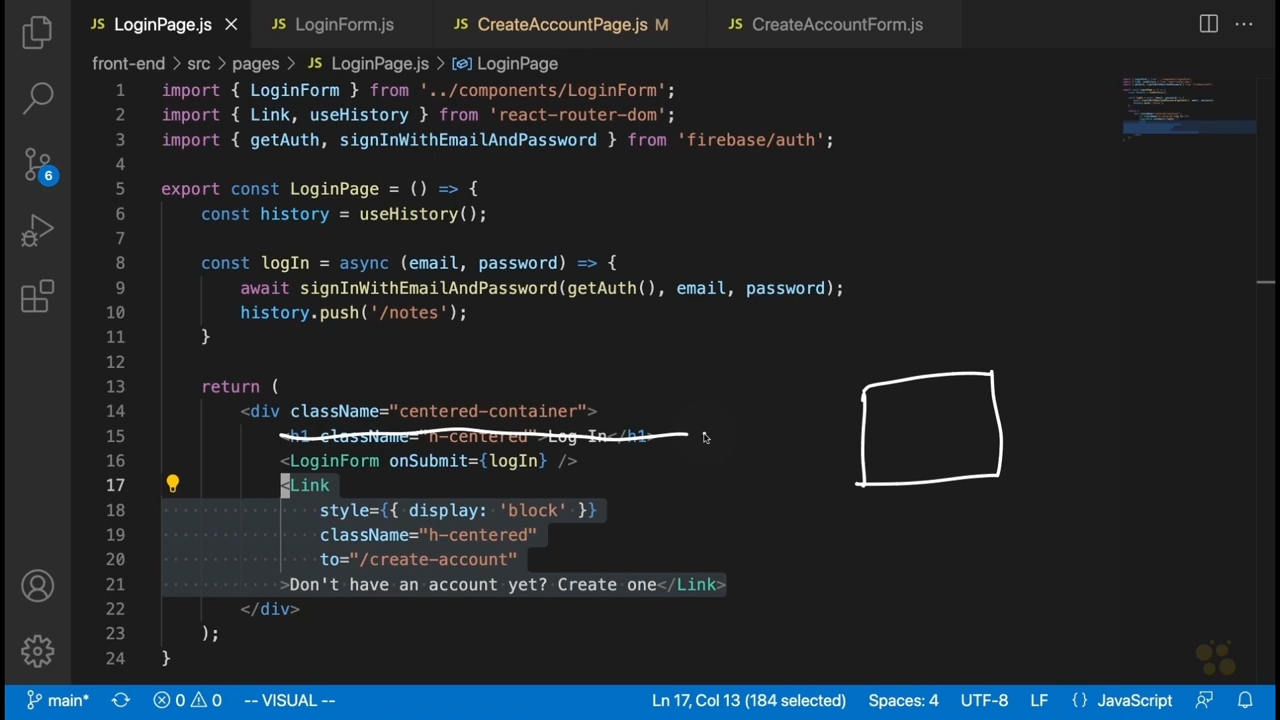 JS LoginPage.js
JS LoginForm.js
JS CreateAccountPage.js M
JS CreateAccountForm.js
front-end > src > pages > JS LoginPage.js > LoginPage
1 import { LoginForm } from '../components/LoginForm';
2 import { Link, useHistory } from 'react-router-dom';
3 import { getAuth, signInWithEmailAndPassword } from 'firebase/auth';
4
5 export const LoginPage = () => {
6 const history = useHistory();
7
8 const logIn = async (email, password) => {
9 await signInWithEmailAndPassword(getAuth(), email, password);
10 history.push('/notes');
11 }
12
13 return (
14 <div className="centered-container">
15 <h1 className="h-centered">Log In</h1>
16 <LoginForm onSubmit={logIn} />
17 <Link
18 style={{ display: 'block' }}
19 className="h-centered"
20 to="/create-account"
21 >Don't have an account yet? Create one</Link>
22 </div>
23 );
24 }
6
main* 0 0 -- VISUAL -- Ln 17, Col 13 (184 selected) Spaces: 4 UTF-8 LF {} JavaScript